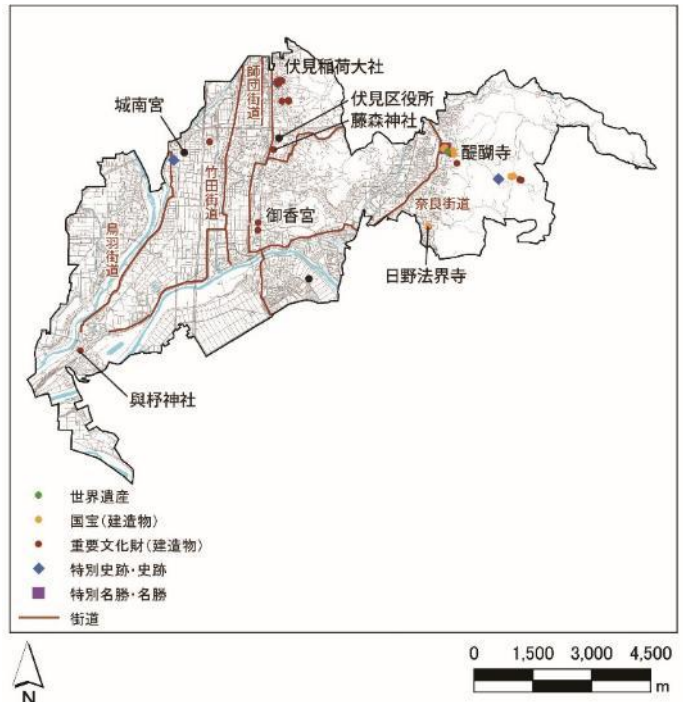 伏見稲荷大社
師団街道
城南宮
伏見区役所
藤森神社
竹田街道
醍醐寺
奈良街道
御香宮
鳥羽街道
日野法界寺
與杼神社
世界遺産
国宝(建造物)
重要文化財(建造物)
特別史跡・史跡
特別名勝・名勝
街道
N
0 1,500 3,000 4,500
m